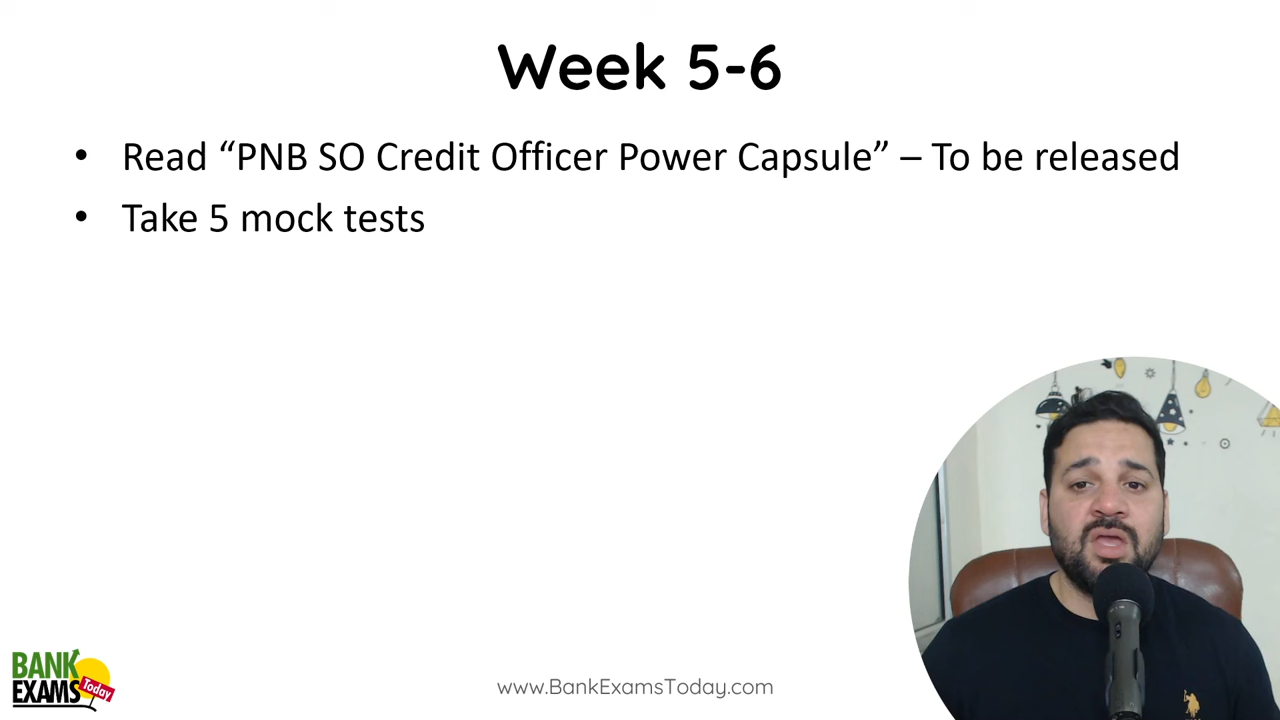 Week 5-6
• Read “PNB SO Credit Officer Power Capsule” – To be released
• Take 5 mock tests
BANK
EXAMS
Today
www.BankExamsToday.com